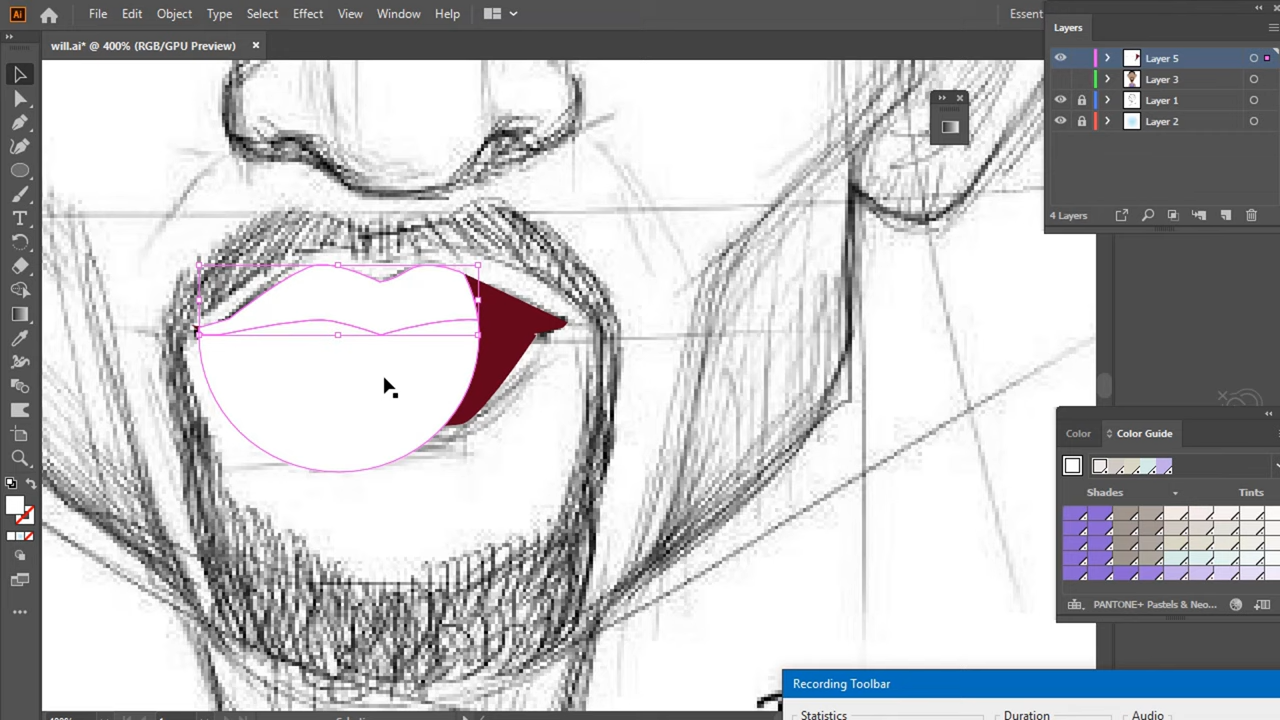 Ai File Edit Object Type Select Effect View Window Help Essent
will.ai* @ 400% (RGB/GPU Preview)
Layers
Layer 5
Layer 3
Layer 1
Layer 2
4 Layers
Color Color Guide
Shades Tints
PANTONE+ Pastels & Neo...
Recording Toolbar
Statistics Duration Audio